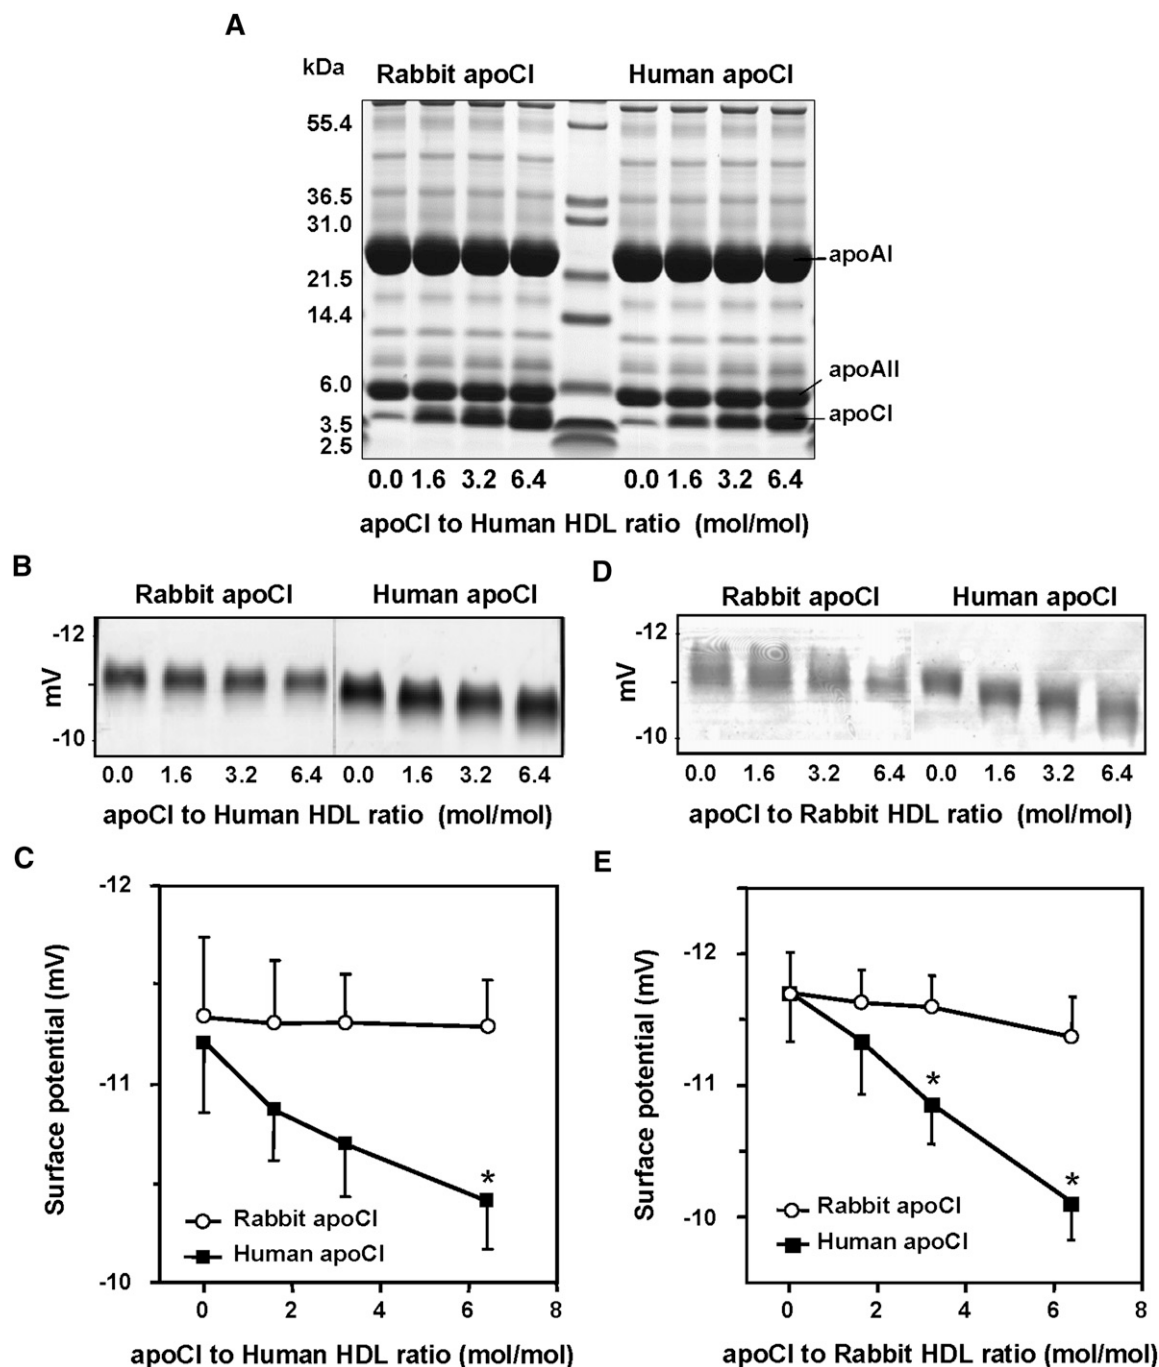 A
kDa
Rabbit apoCI Human apoCI
55.4
36.5
31.0
21.5
14.4
6.0
3.5
2.5
apoAI
apoAII
apoCI
0.0 1.6 3.2 6.4 0.0 1.6 3.2 6.4
apoCI to Human HDL ratio (mol/mol)
B
Rabbit apoCI Human apoCI
-12
mV
-10
0.0 1.6 3.2 6.4 0.0 1.6 3.2 6.4
apoCI to Human HDL ratio (mol/mol)
D
Rabbit apoCI Human apoCI
-12
mV
-10
0.0 1.6 3.2 6.4 0.0 1.6 3.2 6.4
apoCI to Rabbit HDL ratio (mol/mol)
C
Surface potential (mV)
-12
-11
-10
*
Rabbit apoCI
Human apoCI
0 2 4 6 8
apoCI to Human HDL ratio (mol/mol)
E
Surface potential (mV)
-12
-11
-10
*
*
Rabbit apoCI
Human apoCI
0 2 4 6 8
apoCI to Rabbit HDL ratio (mol/mol)